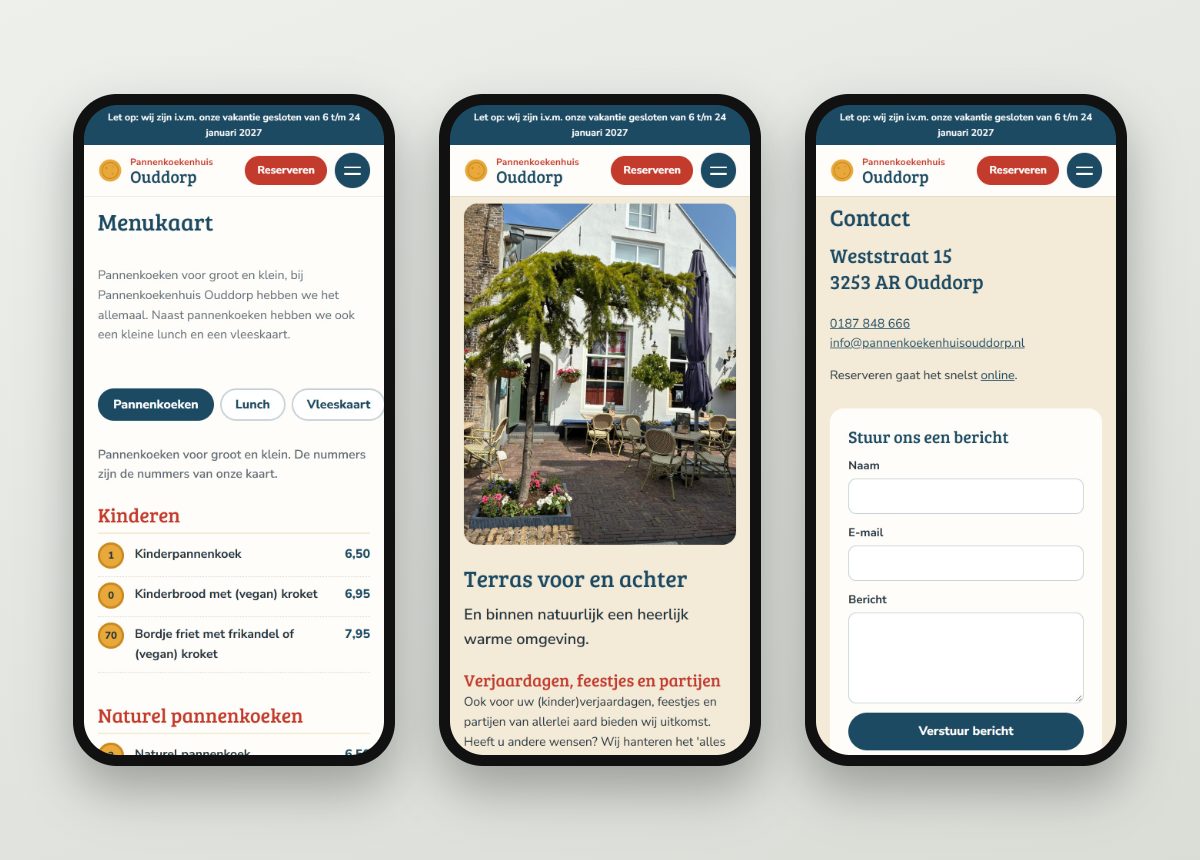 Let op: wij zijn i.v.m. onze vakantie gesloten van 6 t/m 24
januari 2027
Pannenkoekenhuis
Ouddorp
Reserveren
Menukaart
Pannenkoeken voor groot en klein, bij
Pannenkoekenhuis Ouddorp hebben we het
allemaal. Naast pannenkoeken hebben we ook
een kleine lunch en een vleeskaart.
Pannenkoeken
Lunch
Vleeskaart
Pannenkoeken voor groot en klein. De nummers
zijn de nummers van onze kaart.
Kinderen
1 Kinderpannenkoek 6,50
0 Kinderbrood met (vegan) kroket 6,95
70 Bordje friet met frikandel of 7,95
(vegan) kroket
Naturel pannenkoeken
Naturel pannenkoek
Let op: wij zijn i.v.m. onze vakantie gesloten van 6 t/m 24
januari 2027
Pannenkoekenhuis
Ouddorp
Reserveren
Terras voor en achter
En binnen natuurlijk een heerlijk
warme omgeving.
Verjaardagen, feestjes en partijen
Ook voor uw (kinder)verjaardagen, feestjes en
partijen van allerlei aard bieden wij uitkomst.
Heeft u andere wensen? Wij hanteren het 'alles
Let op: wij zijn i.v.m. onze vakantie gesloten van 6 t/m 24
januari 2027
Pannenkoekenhuis
Ouddorp
Reserveren
Contact
Weststraat 15
3253 AR Ouddorp
0187 848 666
info@pannenkoekenhuisouddorp.nl
Reserveren gaat het snelst online.
Stuur ons een bericht
Naam
E-mail
Bericht
Verstuur bericht